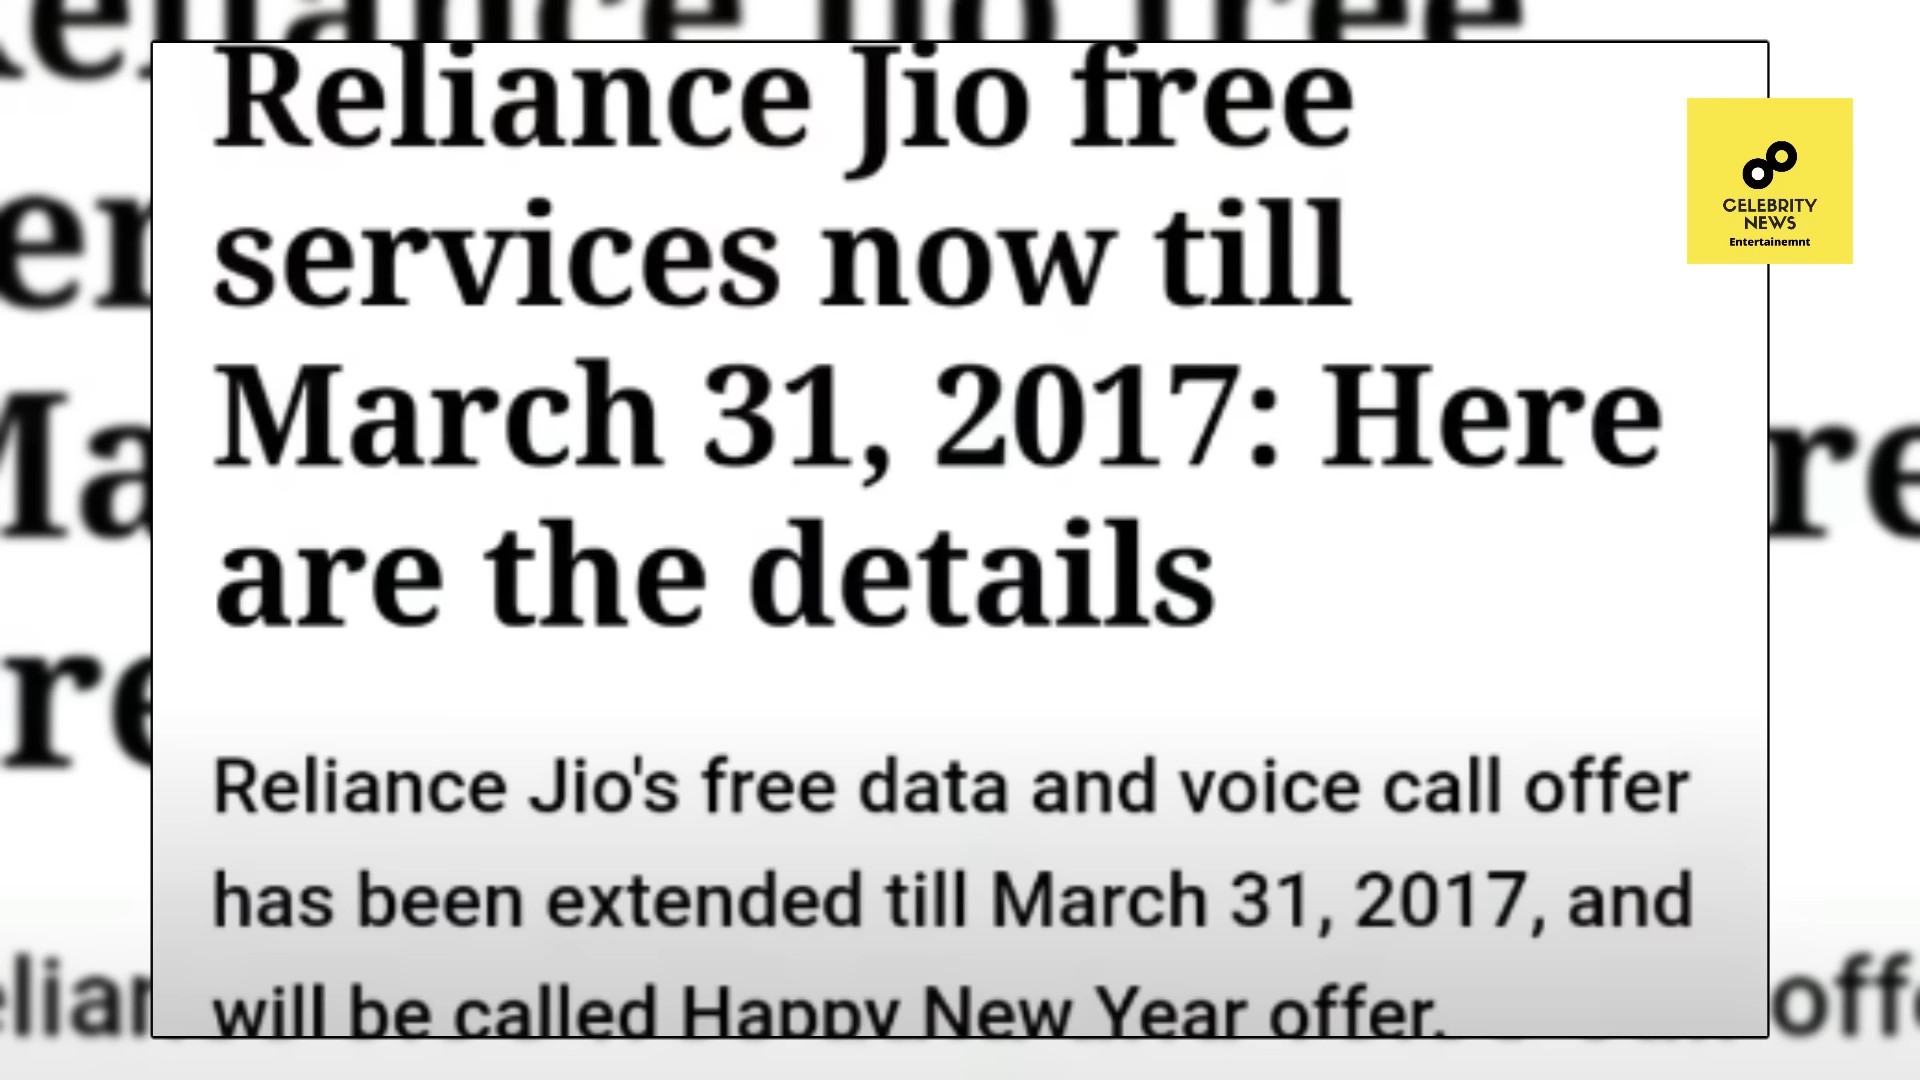 Reliance Jio free
services now till
March 31, 2017: Here
are the details
Reliance Jio's free data and voice call offer
has been extended till March 31, 2017, and
will be called Happy New Year offer.
CELEBRITY
NEWS
Entertainemnt